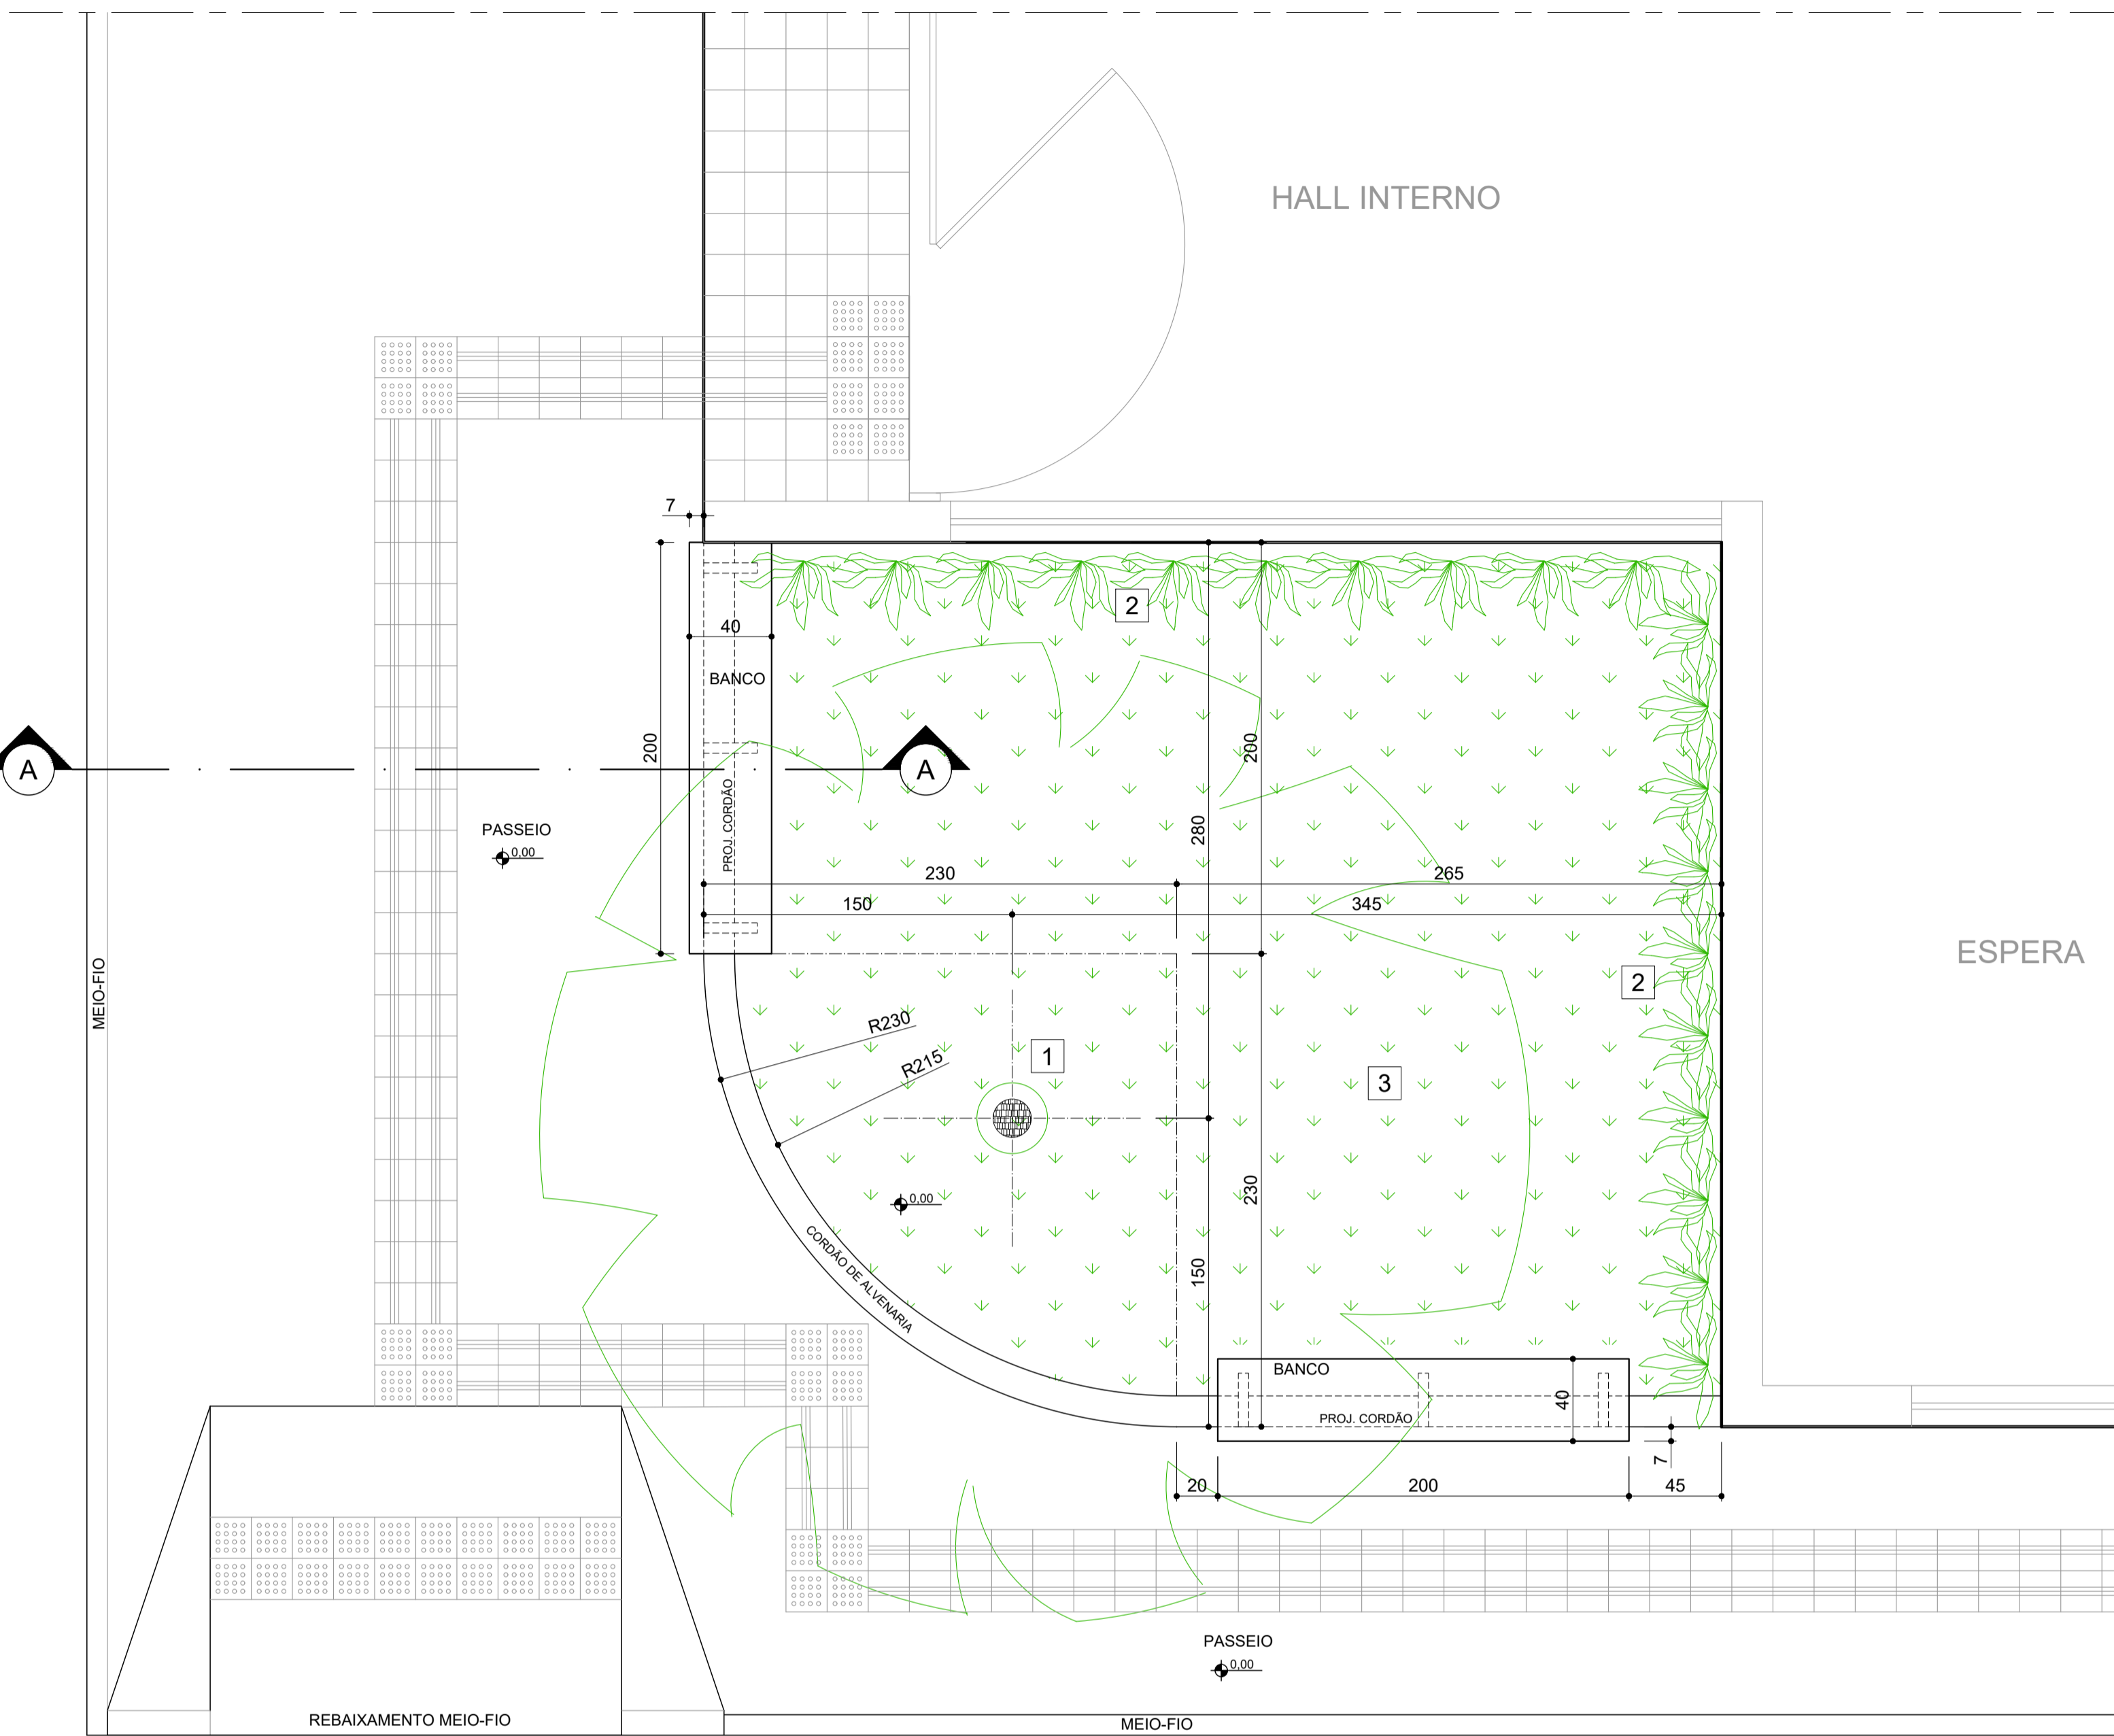 HALL INTERNO
7
2
40
BANCO
200
200
A
A
PROJ. CORDÃO
PASSEIO
0,00
280
230
265
150
345
MEIO-FIO
ESPERA
2
R230
R215
1
3
0,00
230
150
CORDÃO DE ALVENARIA
BANCO
40
PROJ. CORDÃO
7
20
200
45
PASSEIO
0,00
REBAIXAMENTO MEIO-FIO
MEIO-FIO